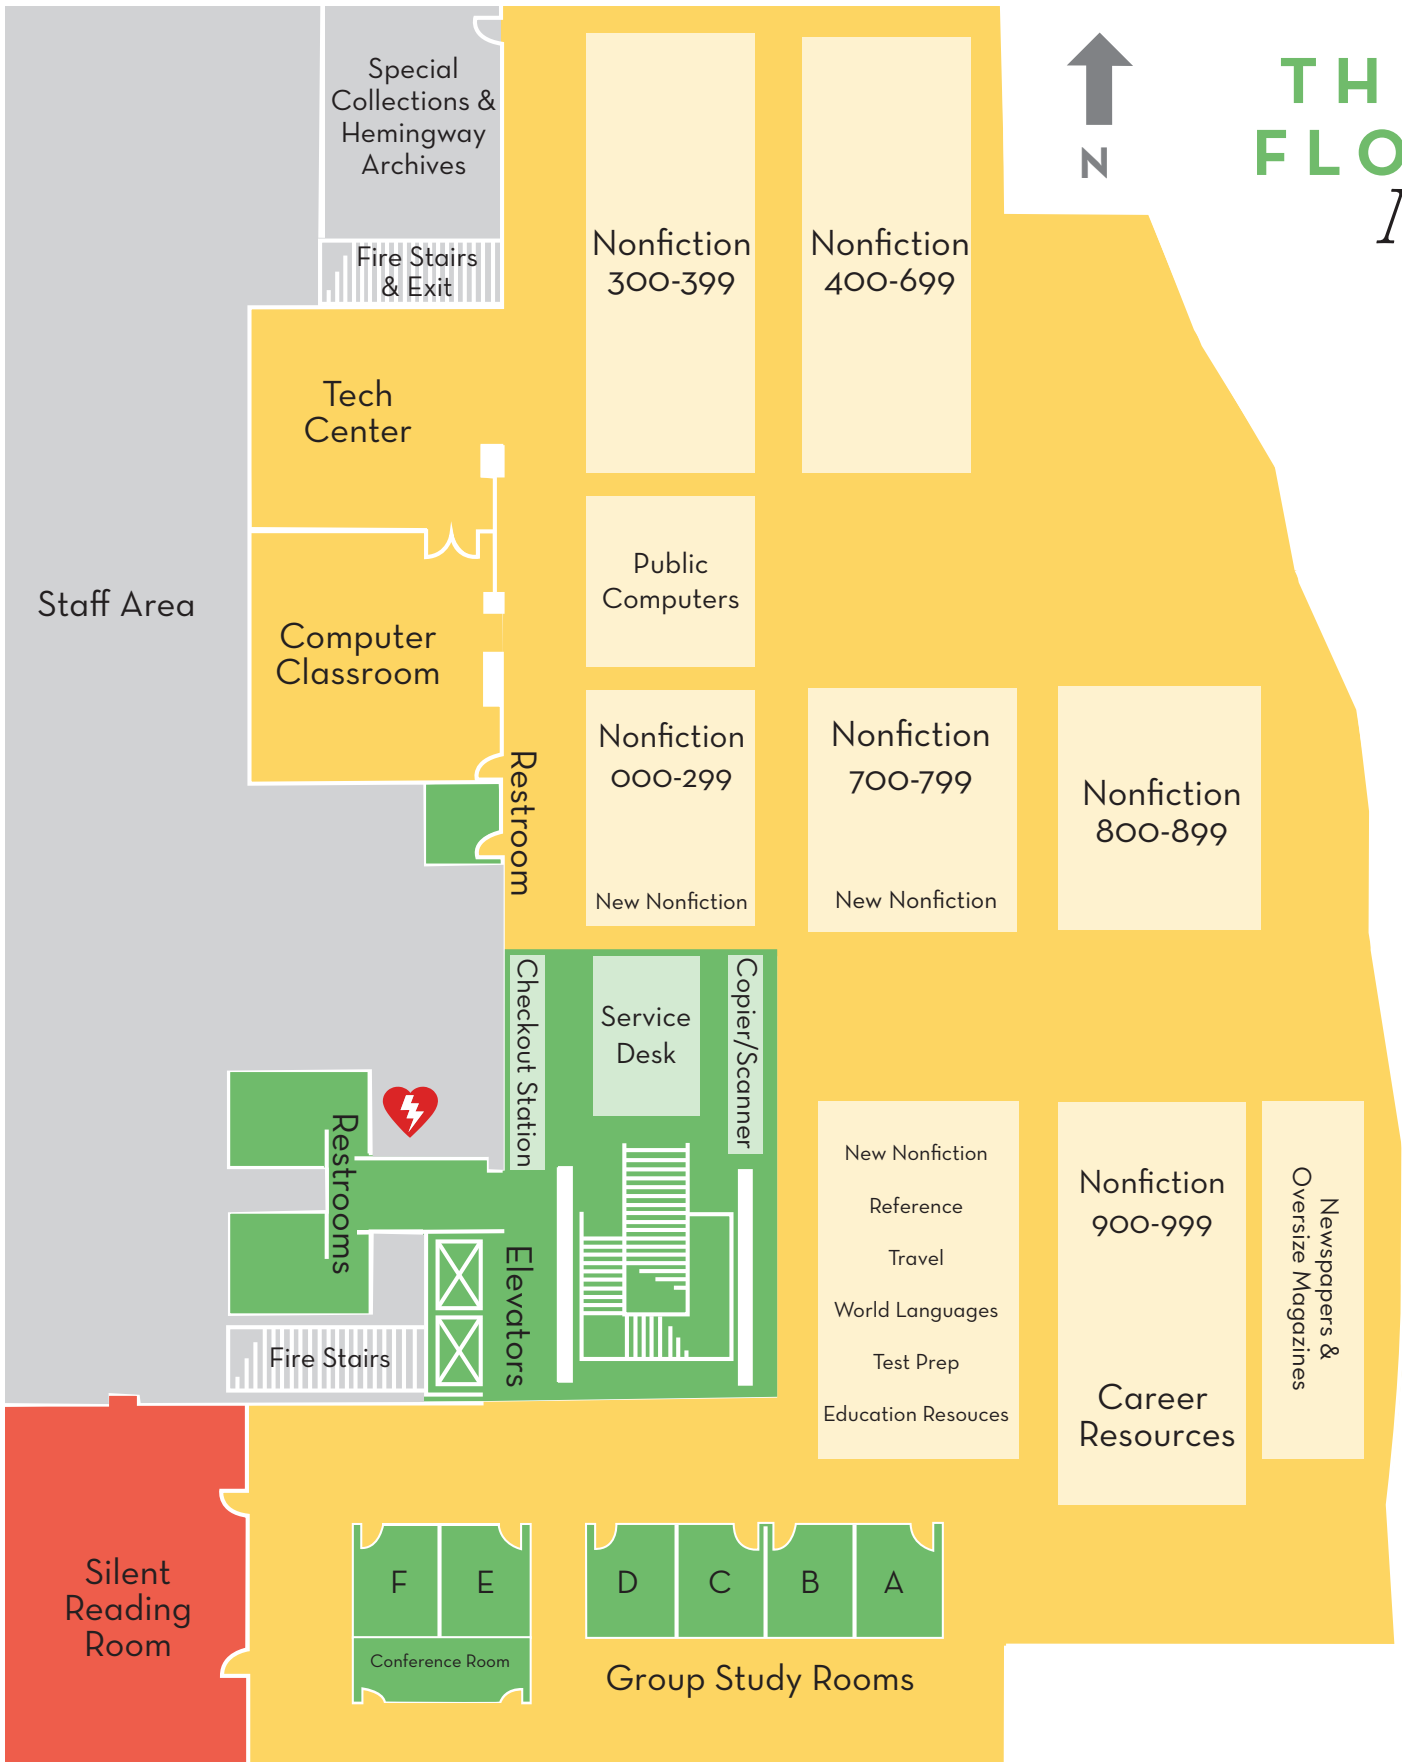 TH
FLO
N
Special
Collections &
Hemingway
Archives
Fire Stairs
& Exit
Nonfiction
300-399
Nonfiction
400-699
Tech
Center
Public
Computers
Staff Area
Computer
Classroom
Restroom
Nonfiction
000-299
New Nonfiction
Nonfiction
700-799
New Nonfiction
Nonfiction
800-899
Checkout Station
Service
Desk
Copier/Scanner
Restrooms
Elevators
Fire Stairs
New Nonfiction
Reference
Travel
World Languages
Test Prep
Education Resouces
Nonfiction
900-999
Career
Resources
Newspapers &
Oversize Magazines
Silent
Reading
Room
F
E
D
C
B
A
Conference Room
Group Study Rooms